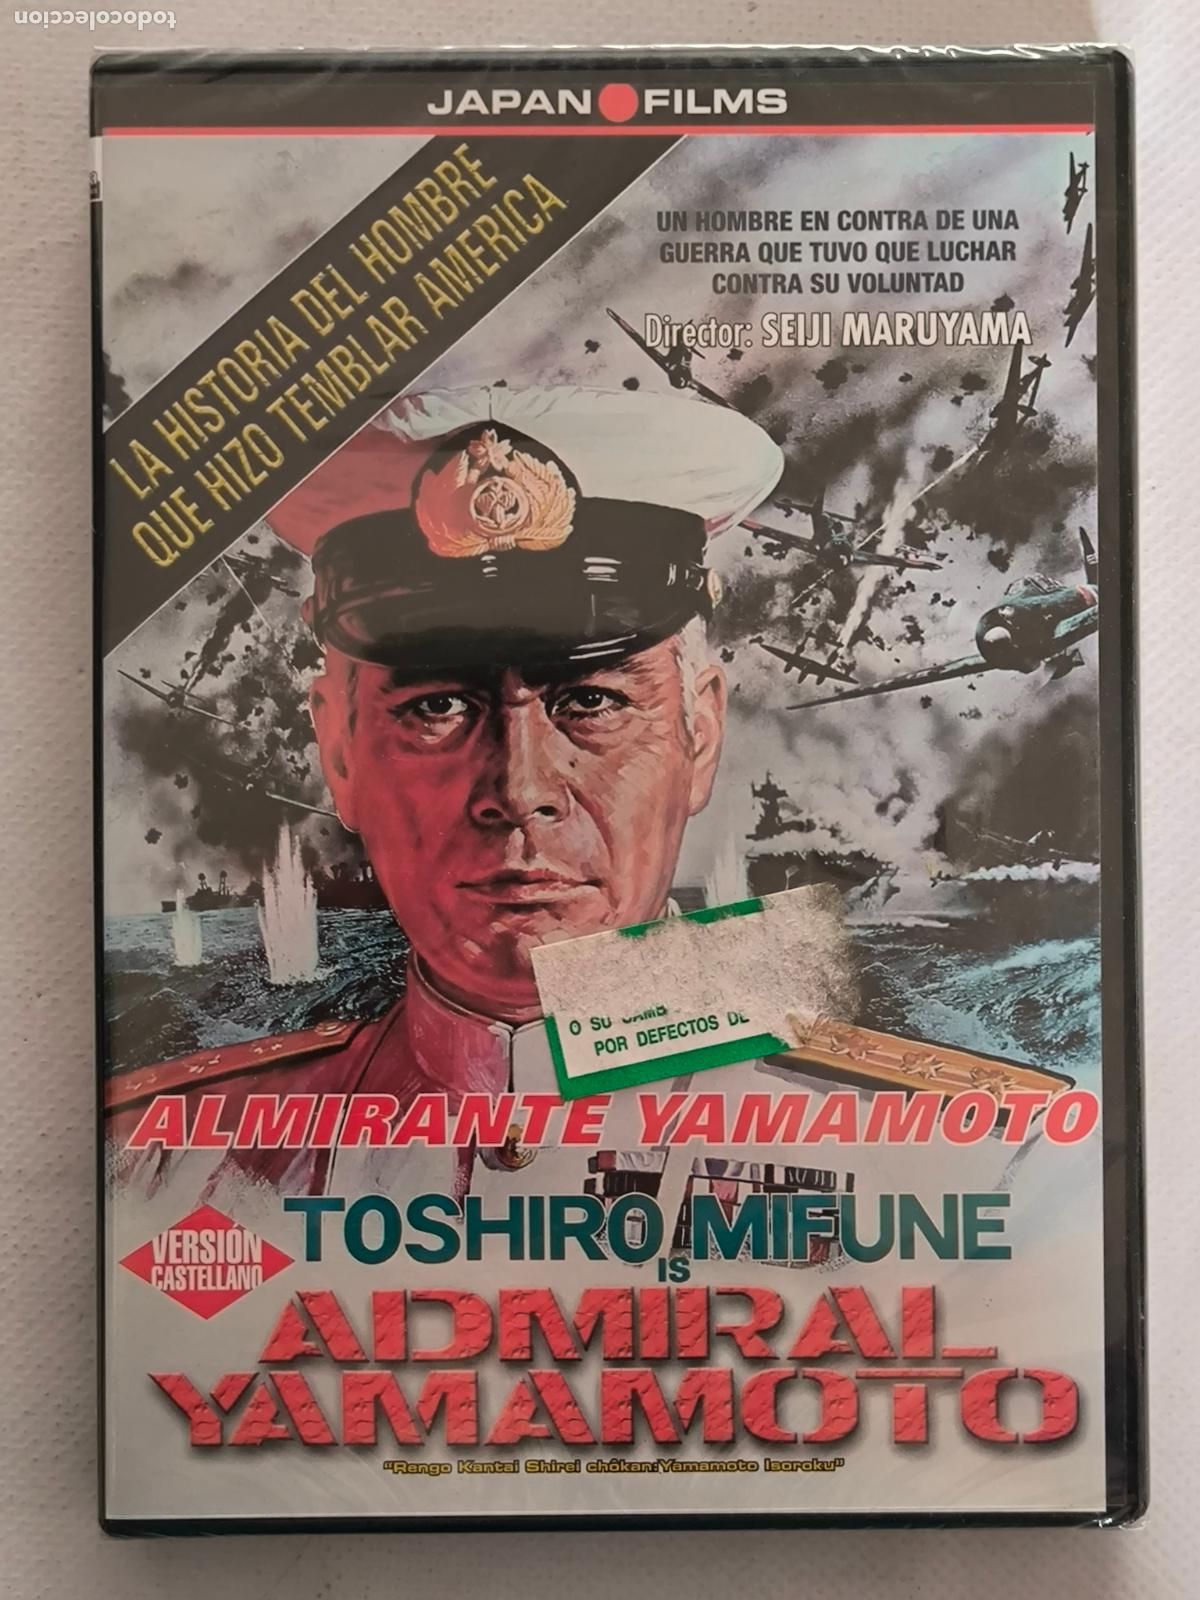 todocoleccion
JAPAN FILMS
LA HISTORIA DEL HOMBRE
QUE HIZO TEMBLAR AMERICA
UN HOMBRE EN CONTRA DE UNA
GUERRA QUE TUVO QUE LUCHAR
CONTRA SU VOLUNTAD
Director: SEIJI MARUYAMA
O SU
POR DEFECTOS DE
ALMIRANTE YAMAMOTO
VERSIÓN
CASTELLANO
TOSHIRO MIFUNE
IS
ADMIRAL
YAMAMOTO
"Rengo Kantai Shirei chôkan:Yamamoto Isoroku"